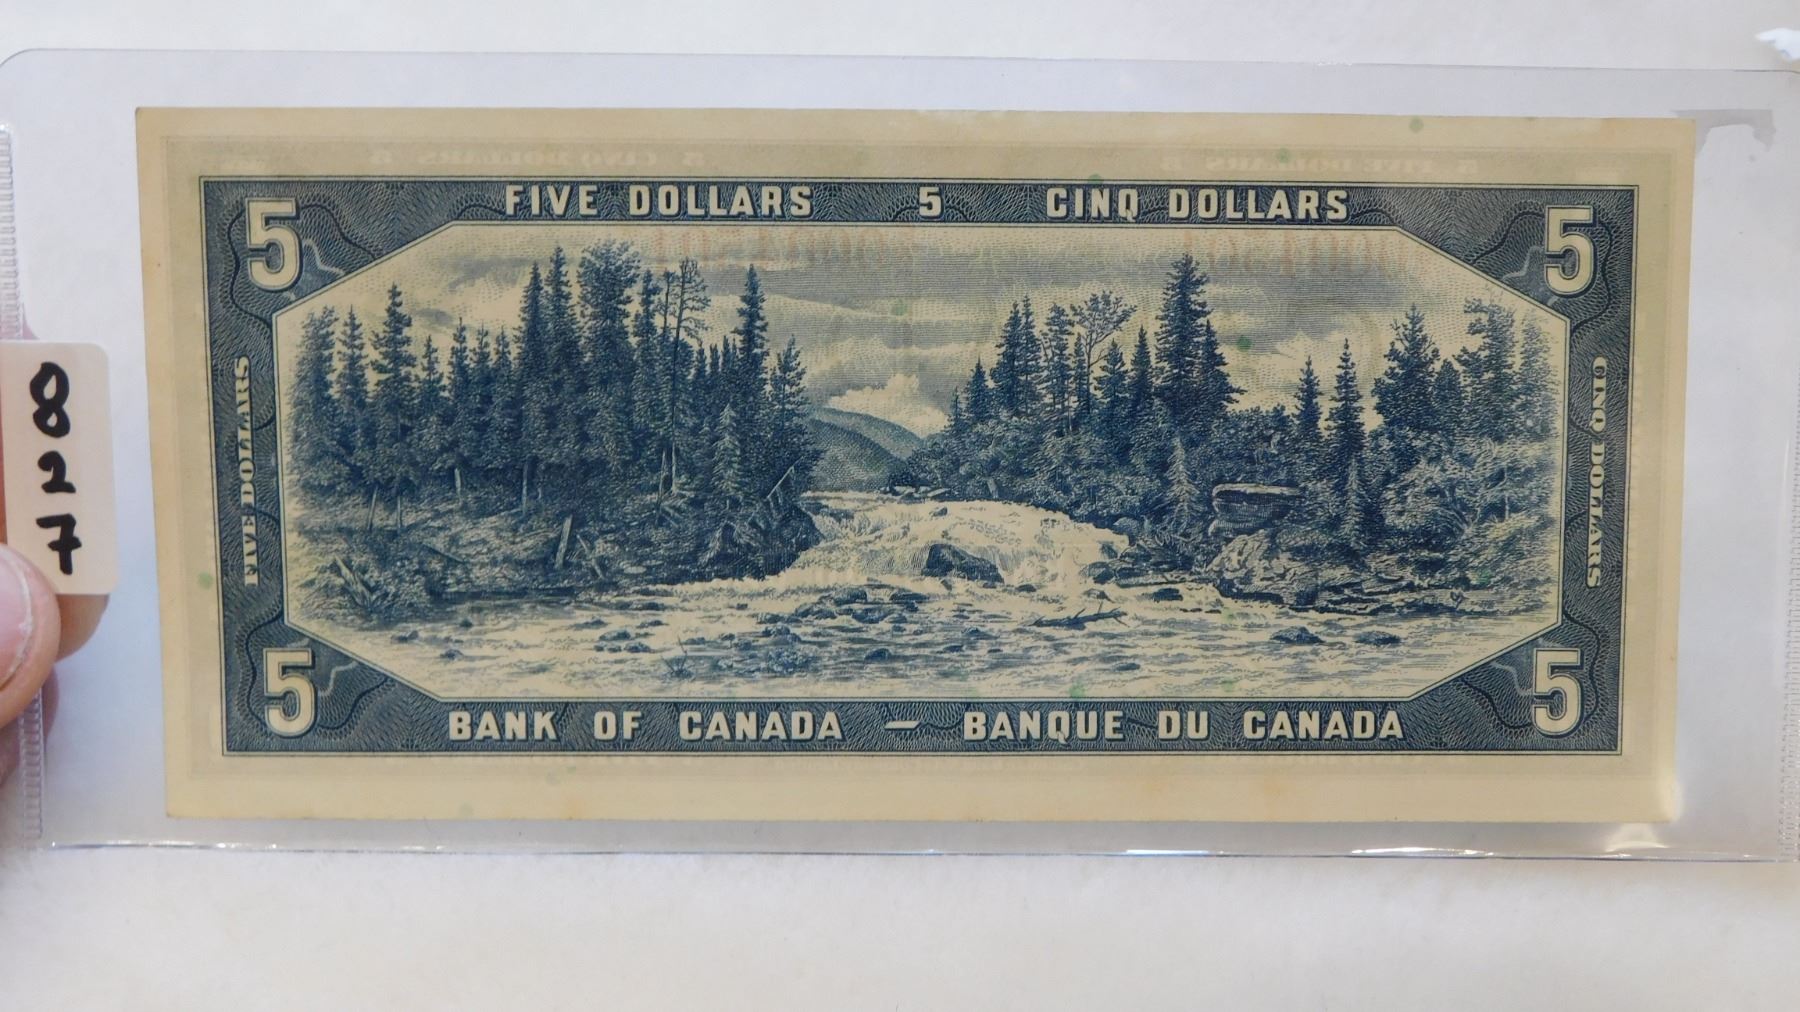 FIVE DOLLARS 5 CINQ DOLLARS
5 5
FIVE DOLLARS
CINQ DOLLARS
5 5
BANK OF CANADA — BANQUE DU CANADA
827